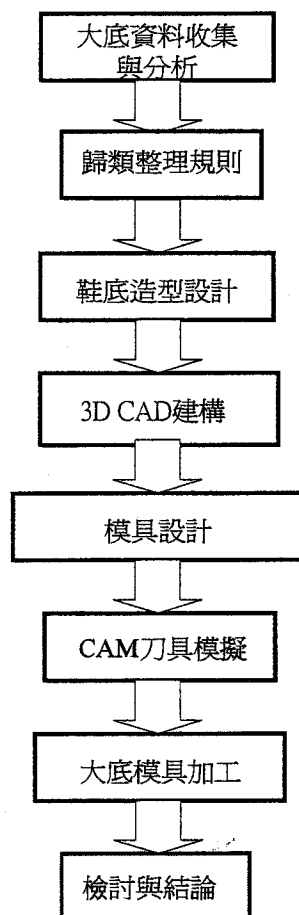 大底資料收集
與分析
歸類整理規則
鞋底造型設計
3D CAD建構
模具設計
CAM刀具模擬
大底模具加工
檢討與結論